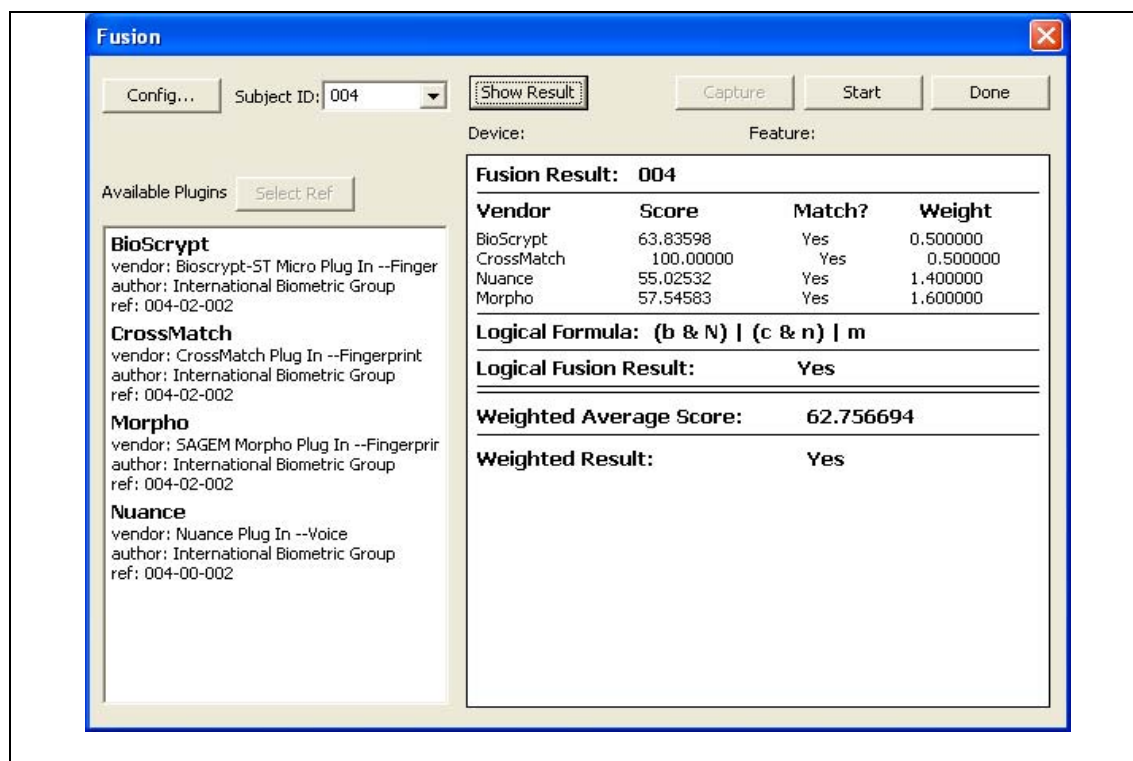 Fusion
Config... Subject ID: 004 Show Result Capture Start Done
Device: Feature:
Available Plugins Select Ref
BioScrypt
vendor: Bioscrypt-ST Micro Plug In --Finger
author: International Biometric Group
ref: 004-02-002
CrossMatch
vendor: CrossMatch Plug In --Fingerprint
author: International Biometric Group
ref: 004-02-002
Morpho
vendor: SAGEM Morpho Plug In --Fingerprir
author: International Biometric Group
ref: 004-02-002
Nuance
vendor: Nuance Plug In --Voice
author: International Biometric Group
ref: 004-00-002
Fusion Result: 004
Vendor Score Match? Weight
BioScrypt 63.83598 Yes 0.500000
CrossMatch 100.00000 Yes 0.500000
Nuance 55.02532 Yes 1.400000
Morpho 57.54583 Yes 1.600000
Logical Formula: (b & N) | (c & n) | m
Logical Fusion Result: Yes
Weighted Average Score: 62.756694
Weighted Result: Yes